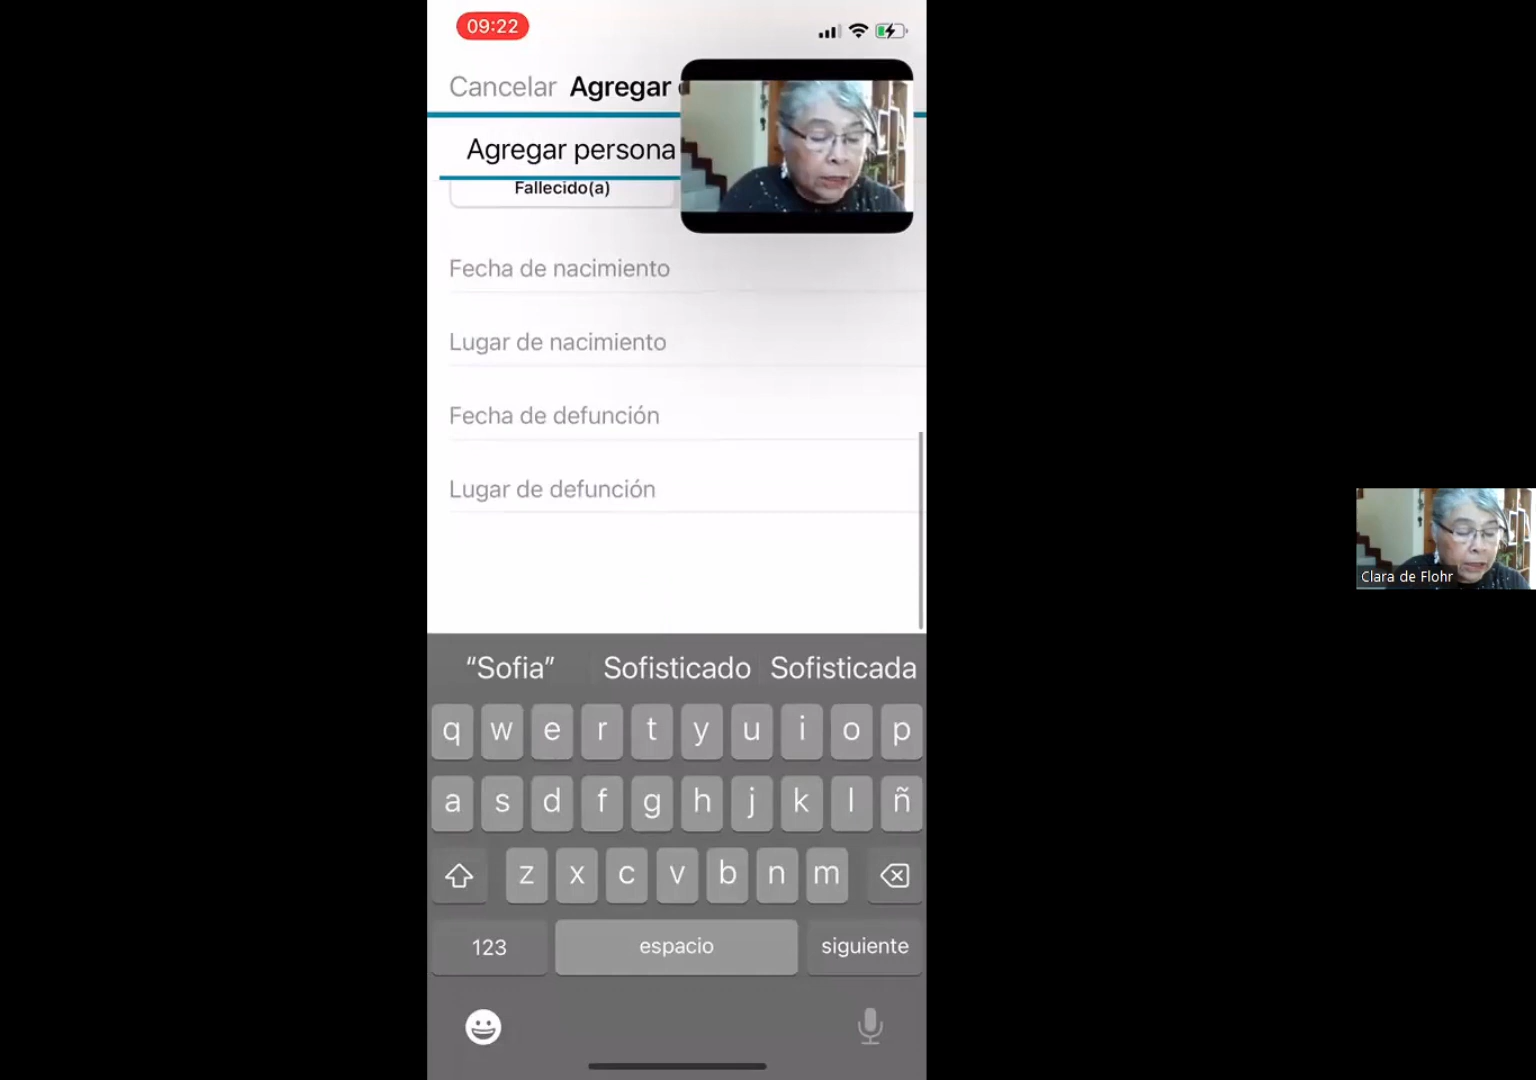 09:22
Cancelar Agregar
Agregar persona
Fallecido(a)
Fecha de nacimiento
Lugar de nacimiento
Fecha de defunción
Lugar de defunción
Clara de Flohr
“Sofia” Sofisticado Sofisticada
q w e r t y u i o p
a s d f g h j k l ñ
z x c v b n m
123 espacio siguiente